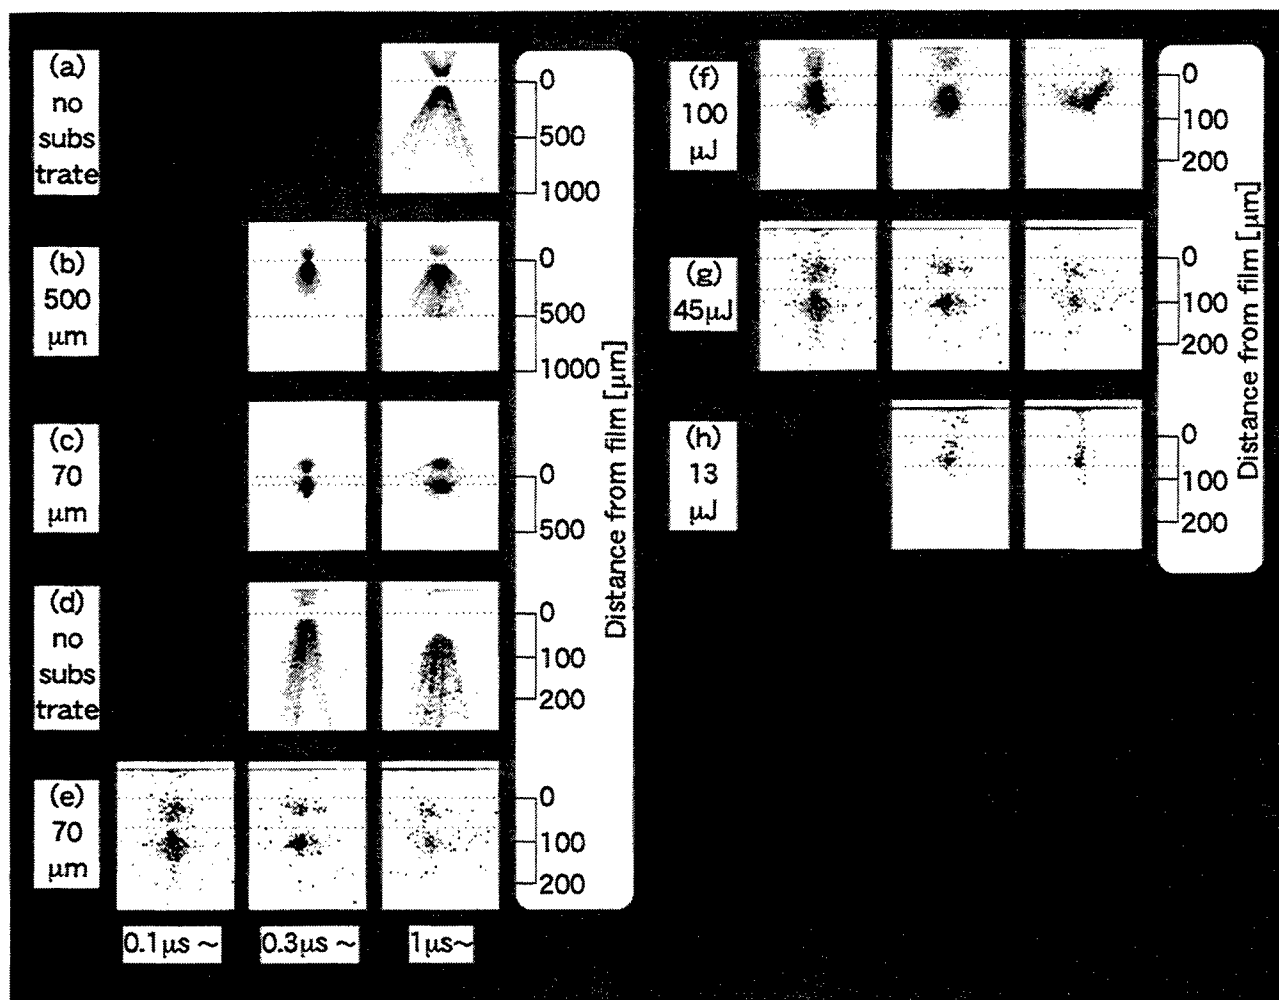 (a)
no
subs
trate
0
500
1000
(b)
500
μm
0
500
1000
(c)
70
μm
0
500
(d)
no
subs
trate
0
100
200
(e)
70
μm
0
100
200
0.1μs ~
0.3μs ~
1μs~
Distance from film [μm]
(f)
100
μJ
0
100
200
(g)
45μJ
0
100
200
(h)
13
μJ
0
100
200
Distance from film [μm]